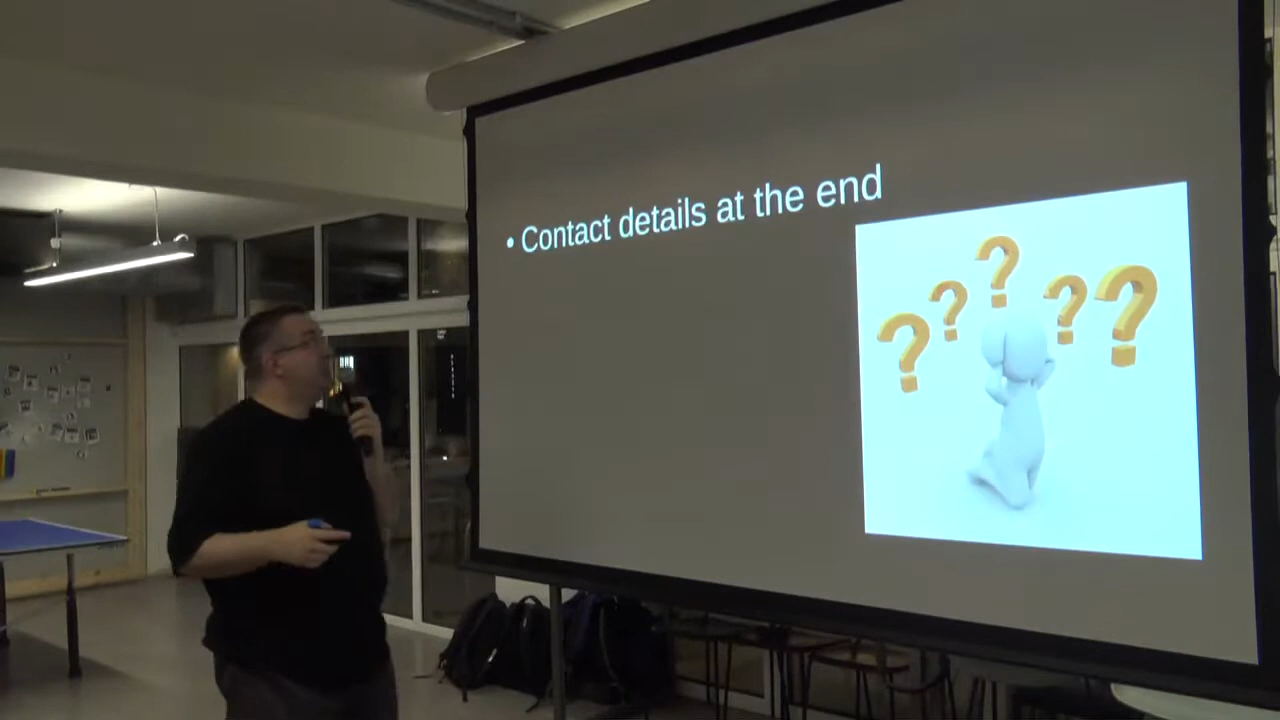 • Contact details at the end
? ? ? ? ?